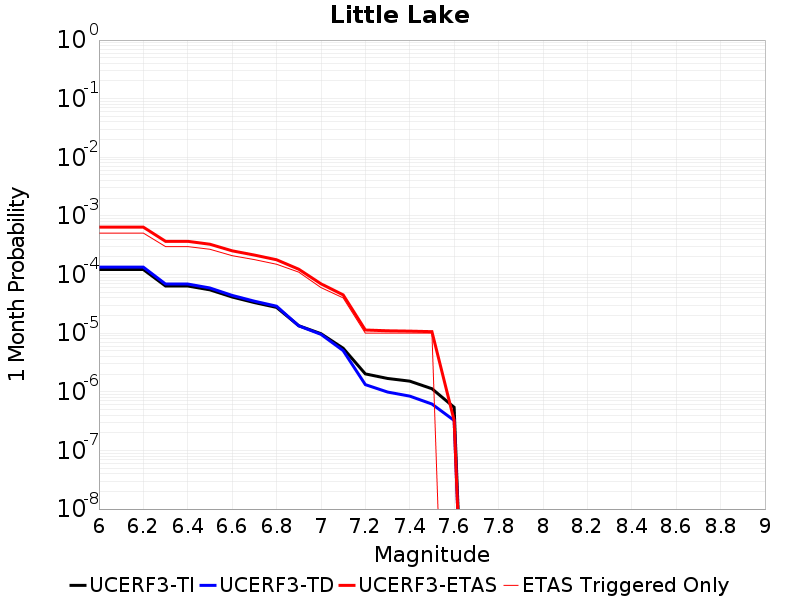 Little Lake
1 Month Probability
10^0
10^-1
10^-2
10^-3
10^-4
10^-5
10^-6
10^-7
10^-8
6 6.2 6.4 6.6 6.8 7 7.2 7.4 7.6 7.8 8 8.2 8.4 8.6 8.8 9
Magnitude
UCERF3-TI UCERF3-TD UCERF3-ETAS ETAS Triggered Only